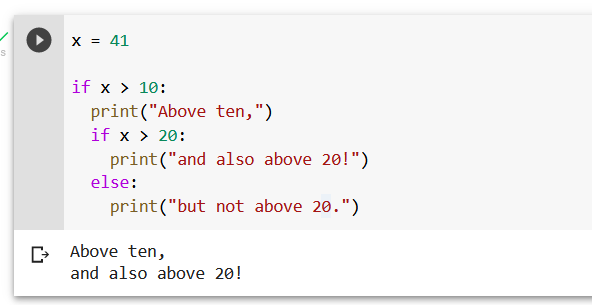 x = 41
if x > 10:
print("Above ten,")
if x > 20:
print("and also above 20!")
else:
print("but not above 20.")
Above ten,
and also above 20!